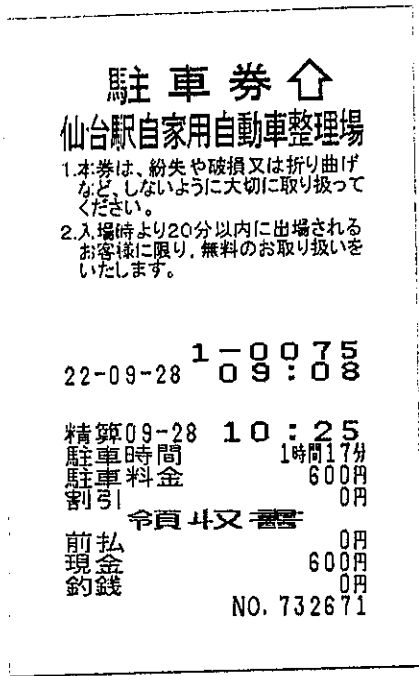 駐車券⇧
仙台駅自家用自動車整理場
1.本券は、紛失や破損又は折り曲げ
など、しないように大切に取り扱って
ください。
2.入場時より20分以内に出場される
お客様に限り、無料のお取り扱いを
いたします。
1-0075
22-09-28 09:08
精算09-28 10:25
駐車時間 1時間17分
駐車料金 600円
割引 0円
領収書
前払 0円
現金 600円
釣銭 0円
NO.732671